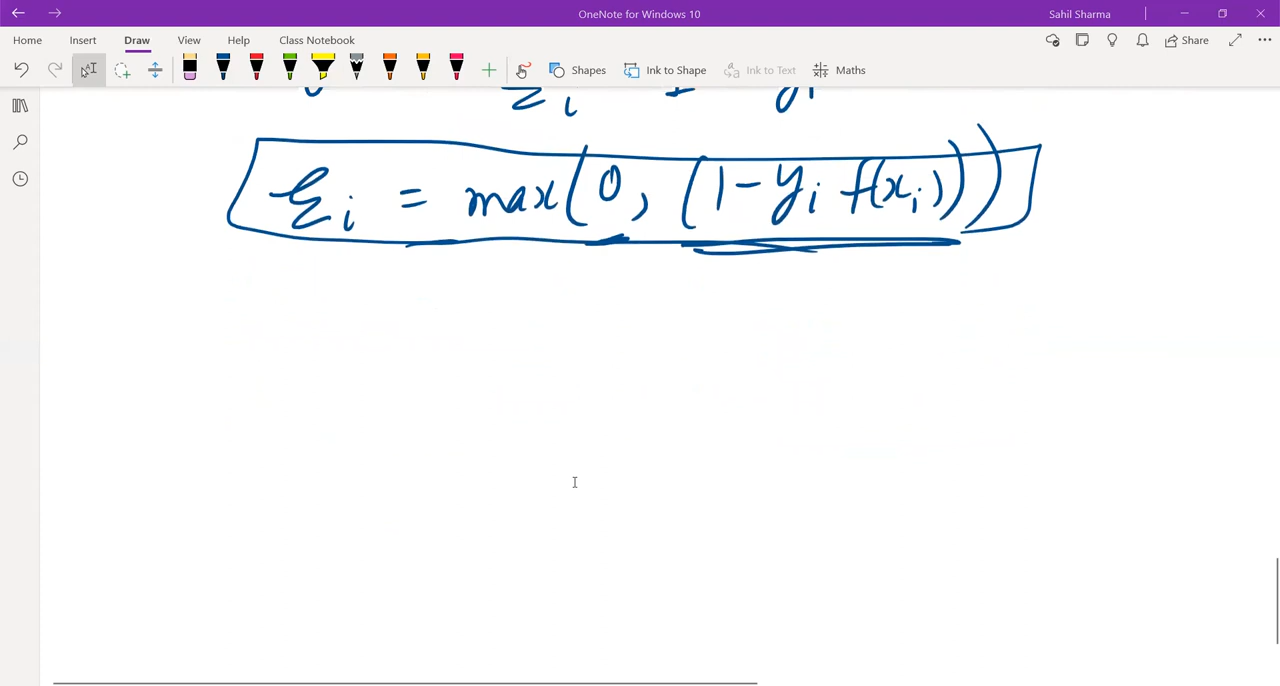 OneNote for Windows 10
Sahil Sharma
Home Insert Draw View Help Class Notebook
Share
Shapes Ink to Shape Ink to Text Maths
ξi
ξi = max(0, (1-yi f(xi)))